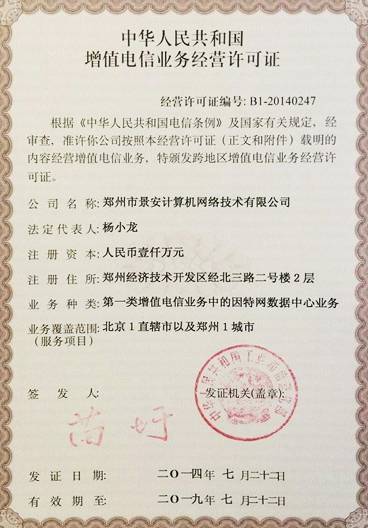 中华人民共和国
增值电信业务经营许可证
经营许可证编号: B1-20140247
根据《中华人民共和国电信条例》及国家有关规定，经
审查，准许你公司按照本经营许可证（正文和附件）载明的
内容经营增值电信业务，特颁发跨地区增值电信业务经营许
可证。
公司名称: 郑州市景安计算机网络技术有限公司
法定代表人: 杨小龙
注册资本: 人民币壹仟万元
注册住所: 郑州经济技术开发区经北三路二号楼2层
业务种类: 第一类增值电信业务中的因特网数据中心业务
业务覆盖范围: 北京1直辖市以及郑州1城市
（服务项目）
签发人:
发证机关(盖章):
苗圩
中华人民共和国工业和信息化部
发证日期: 二〇一四年 七 月二十二日
有效期至: 二〇一九年 七 月二十二日